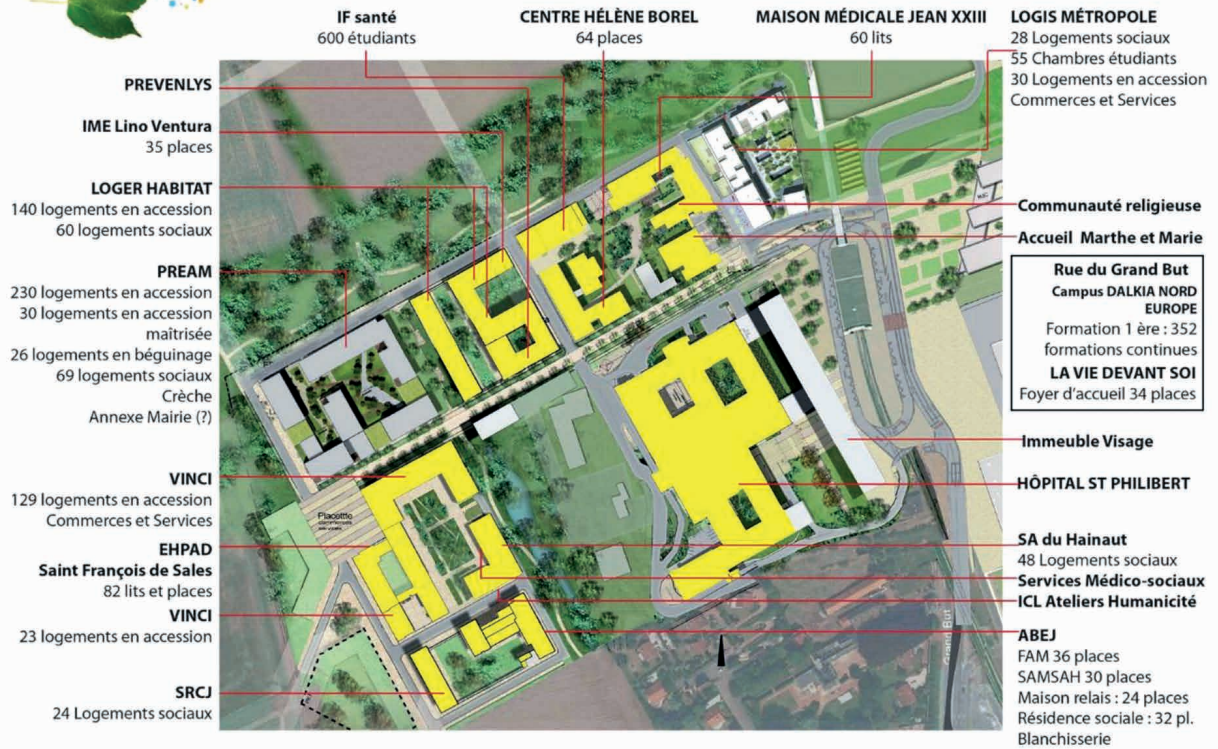 IF santé
600 étudiants
CENTRE HÉLÈNE BOREL
64 places
MAISON MÉDICALE JEAN XXIII
60 lits
LOGIS MÉTROPOLE
28 Logements sociaux
55 Chambres étudiants
30 Logements en accession
Commerces et Services
PREVENLYS
IME Lino Ventura
35 places
LOGER HABITAT
140 logements en accession
60 logements sociaux
PREAM
230 logements en accession
30 logements en accession
maîtrisée
26 logements en béguinage
69 logements sociaux
Crèche
Annexe Mairie (?)
VINCI
129 logements en accession
Commerces et Services
EHPAD
Saint François de Sales
82 lits et places
VINCI
23 logements en accession
SRCJ
24 Logements sociaux
Placette
Grand But
Communauté religieuse
Accueil Marthe et Marie
Rue du Grand But
Campus DALKIA NORD
EUROPE
Formation 1 ère : 352
formations continues
LA VIE DEVANT SOI
Foyer d'accueil 34 places
Immeuble Visage
HÔPITAL ST PHILIBERT
SA du Hainaut
48 Logements sociaux
Services Médico-sociaux
ICL Ateliers Humanicité
ABEJ
FAM 36 places
SAMSAH 30 places
Maison relais : 24 places
Résidence sociale : 32 pl.
Blanchisserie